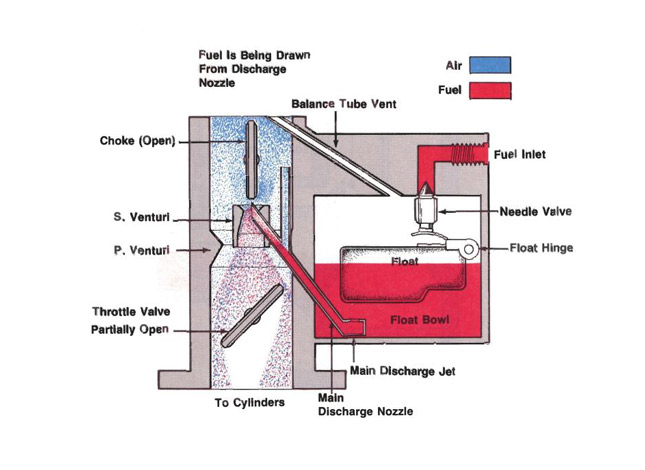 Fuel Is Being Drawn
From Discharge
Nozzle
Air
Fuel
Balance Tube Vent
Choke (Open)
Fuel Inlet
S. Venturi
Needle Valve
P. Venturi
Float Hinge
Float
Throttle Valve
Partially Open
Float Bowl
Main Discharge Jet
To Cylinders
Main
Discharge Nozzle